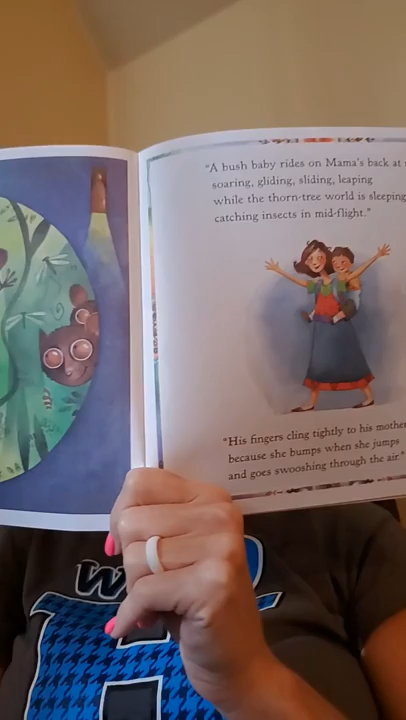 "A bush baby rides on Mama's back at
soaring, gliding, sliding, leaping
while the thorn-tree world is sleeping
catching insects in mid-flight."
"His fingers cling tightly to his mother
because she bumps when she jumps
and goes swooshing through the air."